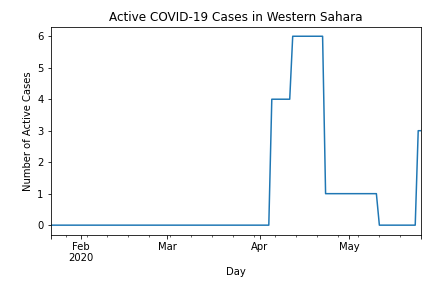 Active COVID-19 Cases in Western Sahara
6
5
4
3
2
1
0
Number of Active Cases
Feb
2020
Mar
Apr
May
Day